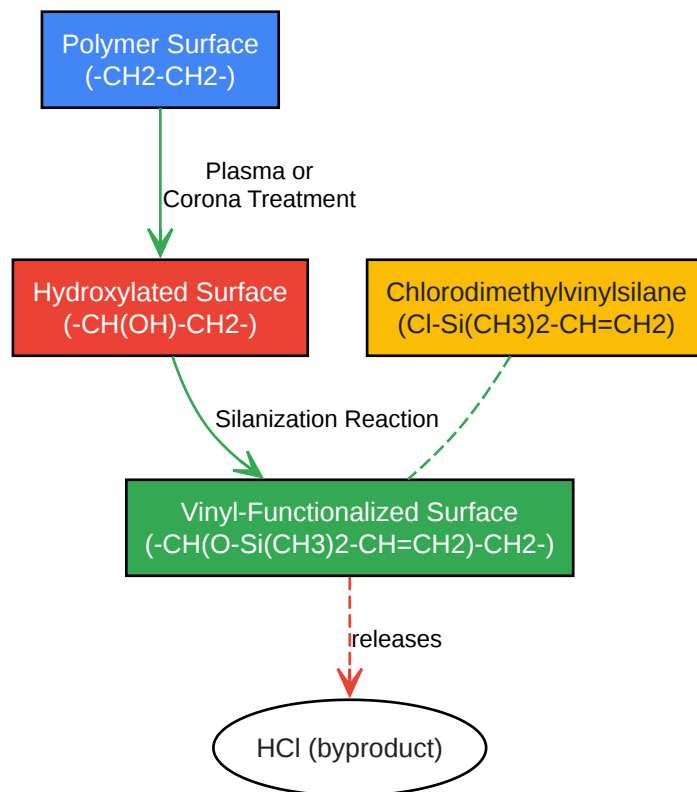 Polymer Surface
(-CH2-CH2-)
Plasma or
Corona Treatment
Hydroxylated Surface
(-CH(OH)-CH2-)
Chlorodimethylvinylsilane
(Cl-Si(CH3)2-CH=CH2)
Silanization Reaction
Vinyl-Functionalized Surface
(-CH(O-Si(CH3)2-CH=CH2)-CH2-)
releases
HCl (byproduct)